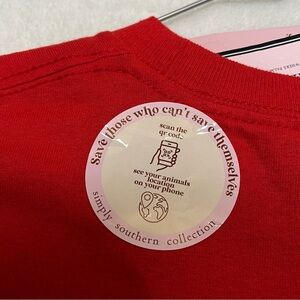 Save those who can't save themselves
scan the
qr cod..
see your animals
location
on your phone
simply southern collection